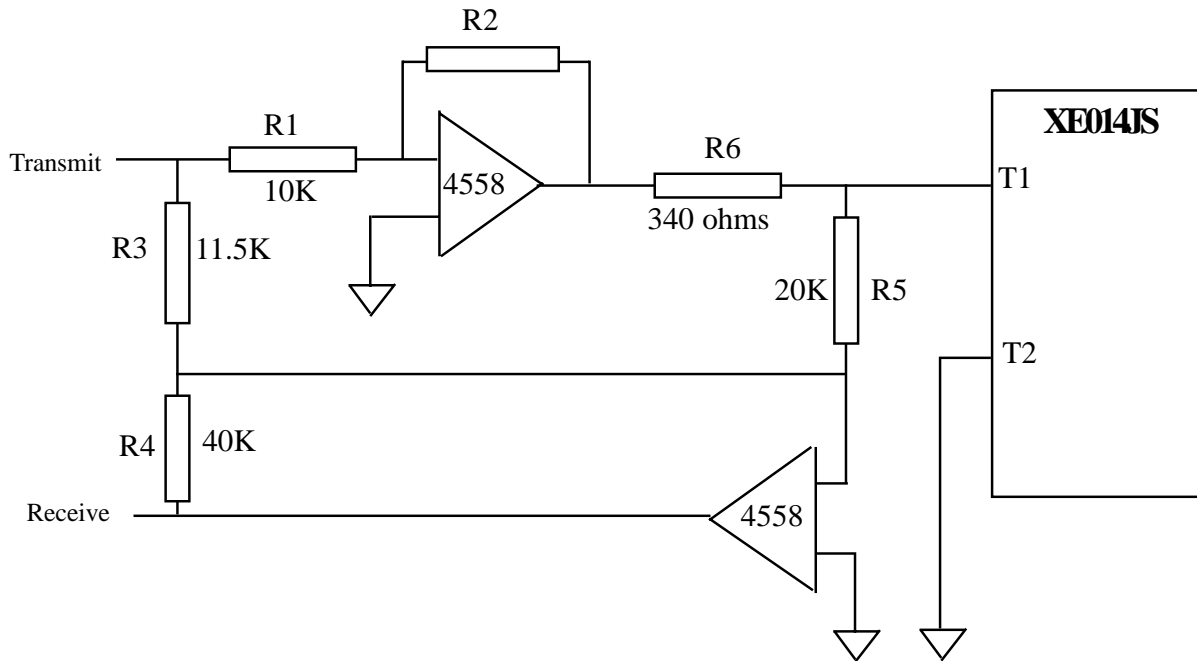 R2
XE014JS
R1
R6
Transmit
4558
10K
T1
340 ohms
R3
11.5K
20K
R5
T2
R4
40K
Receive
4558